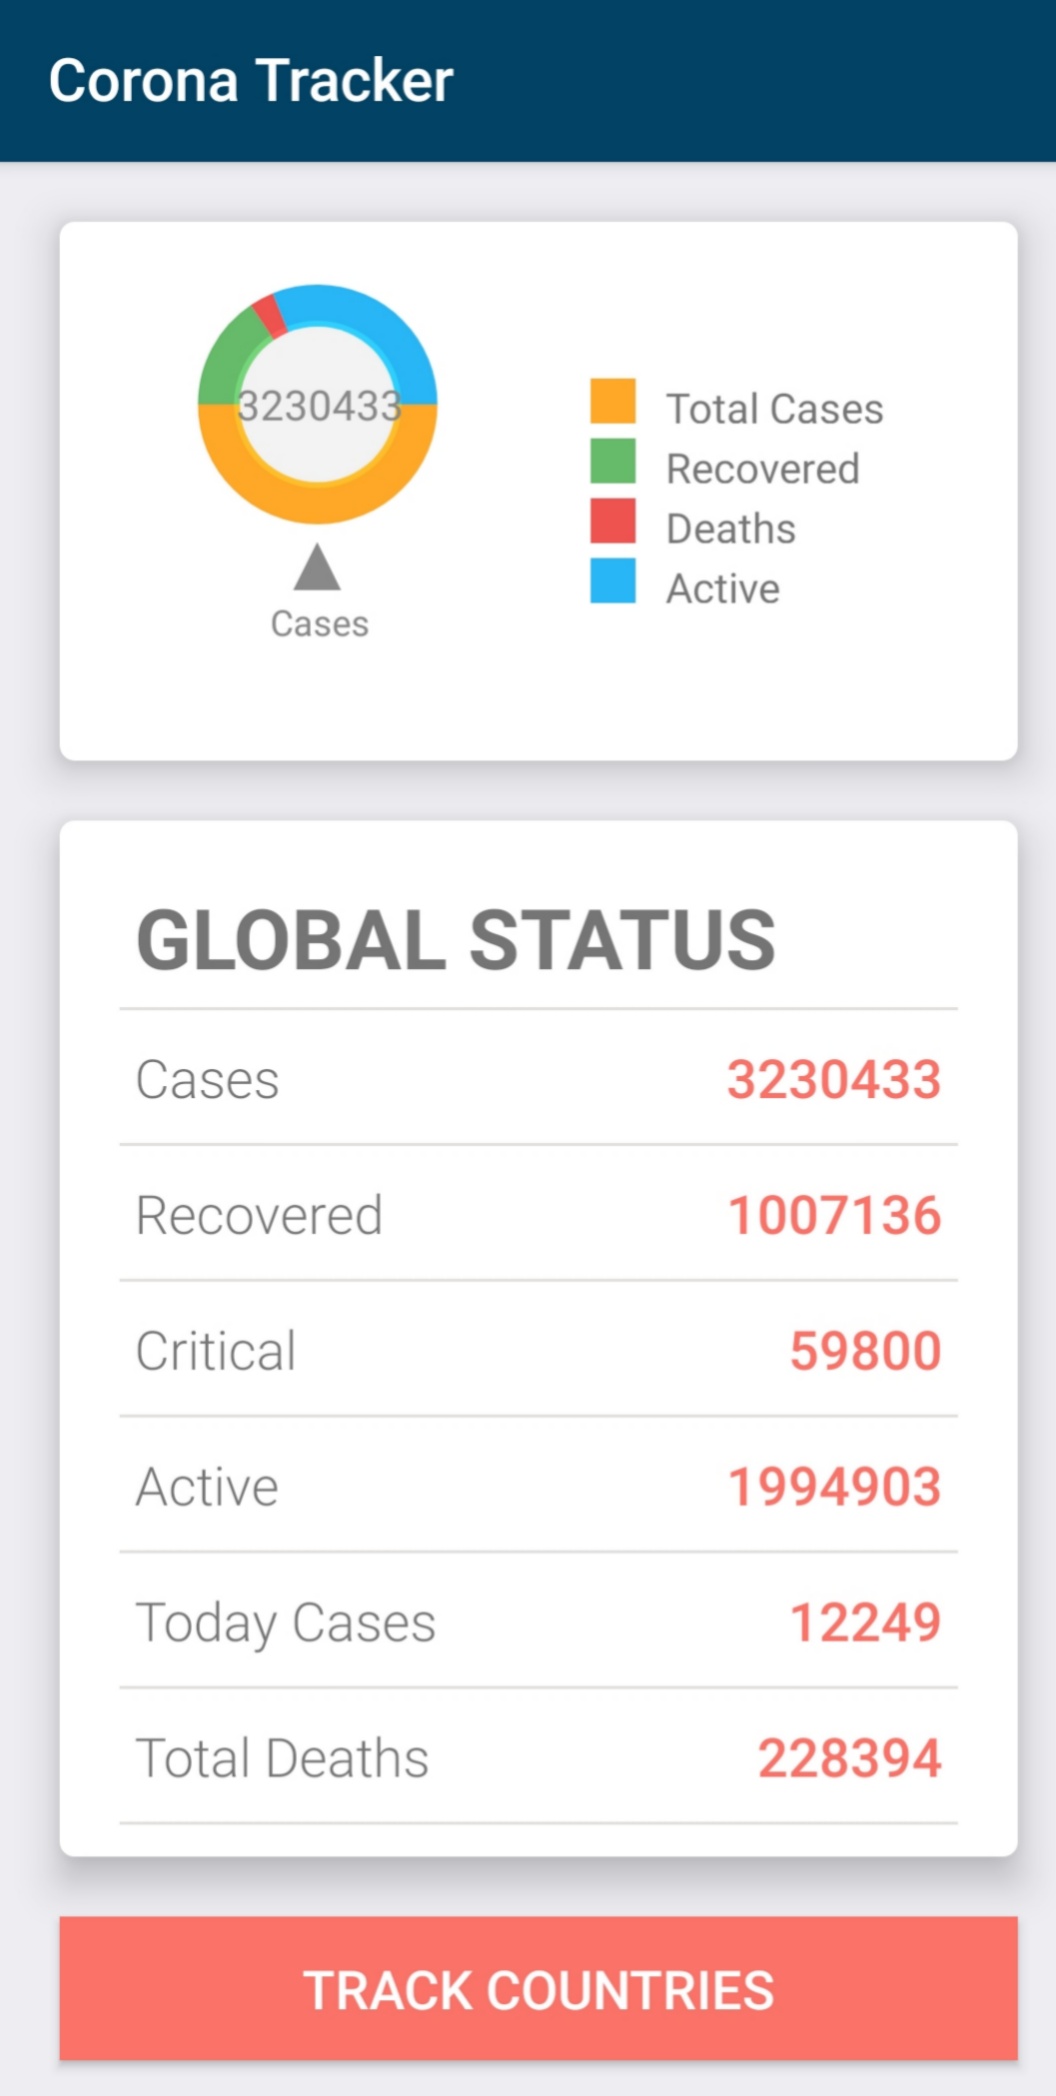 Corona Tracker
3230433
Cases
Total Cases
Recovered
Deaths
Active
GLOBAL STATUS
Cases 3230433
Recovered 1007136
Critical 59800
Active 1994903
Today Cases 12249
Total Deaths 228394
TRACK COUNTRIES